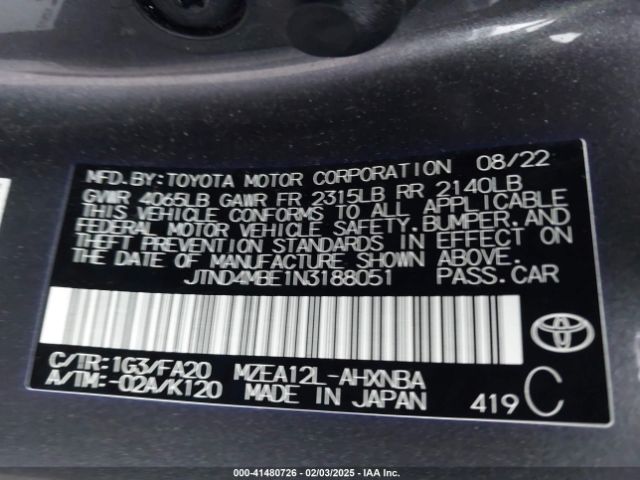 MFD.BY:TOYOTA MOTOR CORPORATION 08/22
GVWR 4065LB GAWR FR 2315LB RR 2140LB
THIS VEHICLE CONFORMS TO ALL APPLICABLE
FEDERAL MOTOR VEHICLE SAFETY, BUMPER, AND
THEFT PREVENTION STANDARDS IN EFFECT ON
THE DATE OF MANUFACTURE SHOWN ABOVE.
JTND4MBE1N3188051 PASS.CAR
C/TR:1G3/FA20 MZEA12L-AHXNBA
A/TM:-02A/K120 MADE IN JAPAN
419 C
000-41480726 - 02/03/2025 - IAA Inc.